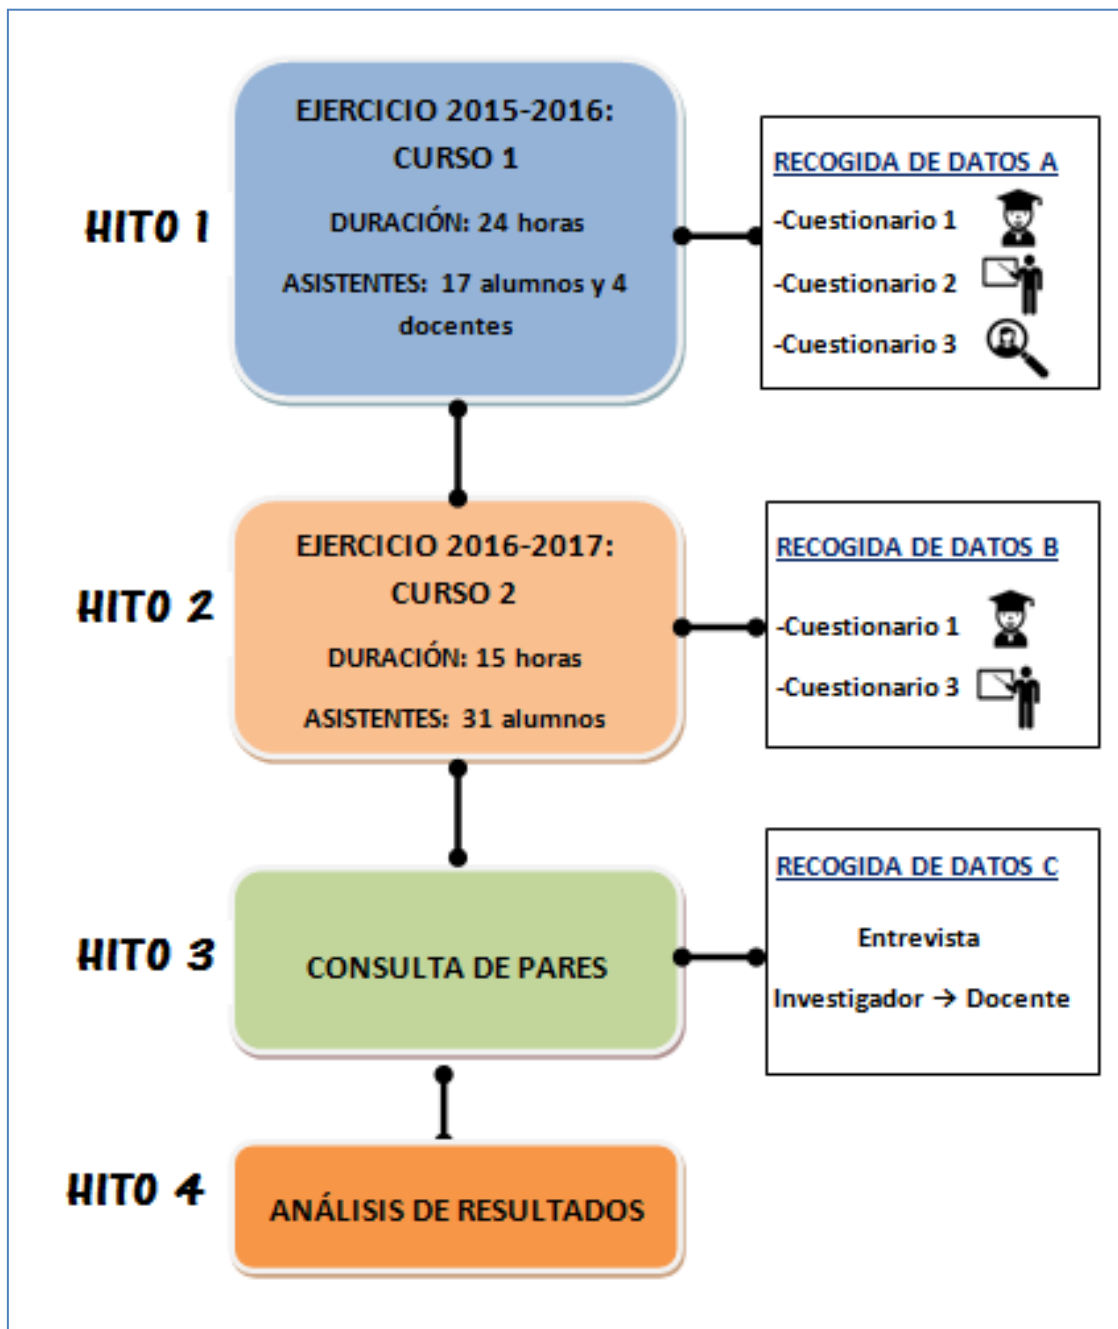 HITO 1
EJERCICIO 2015-2016:
CURSO 1
DURACIÓN: 24 horas
ASISTENTES: 17 alumnos y 4
docentes
RECOGIDA DE DATOS A
-Cuestionario 1
-Cuestionario 2
-Cuestionario 3
HITO 2
EJERCICIO 2016-2017:
CURSO 2
DURACIÓN: 15 horas
ASISTENTES: 31 alumnos
RECOGIDA DE DATOS B
-Cuestionario 1
-Cuestionario 3
HITO 3
CONSULTA DE PARES
RECOGIDA DE DATOS C
Entrevista
Investigador → Docente
HITO 4
ANÁLISIS DE RESULTADOS